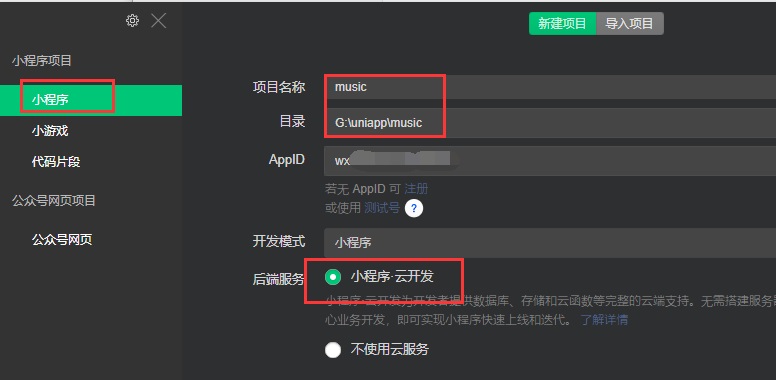 新建项目 导入项目
小程序项目
小程序
小游戏
代码片段
公众号网页项目
公众号网页
项目名称 music
目录 G:\uniapp\music
AppID wx
若无 AppID 可 注册
或使用 测试号 ?
开发模式 小程序
后端服务 小程序·云开发
小程序·云开发为开发者提供数据库、存储和云函数等完整的云端支持。无需搭建服务
心业务开发，即可实现小程序快速上线和迭代。 了解详情
不使用云服务